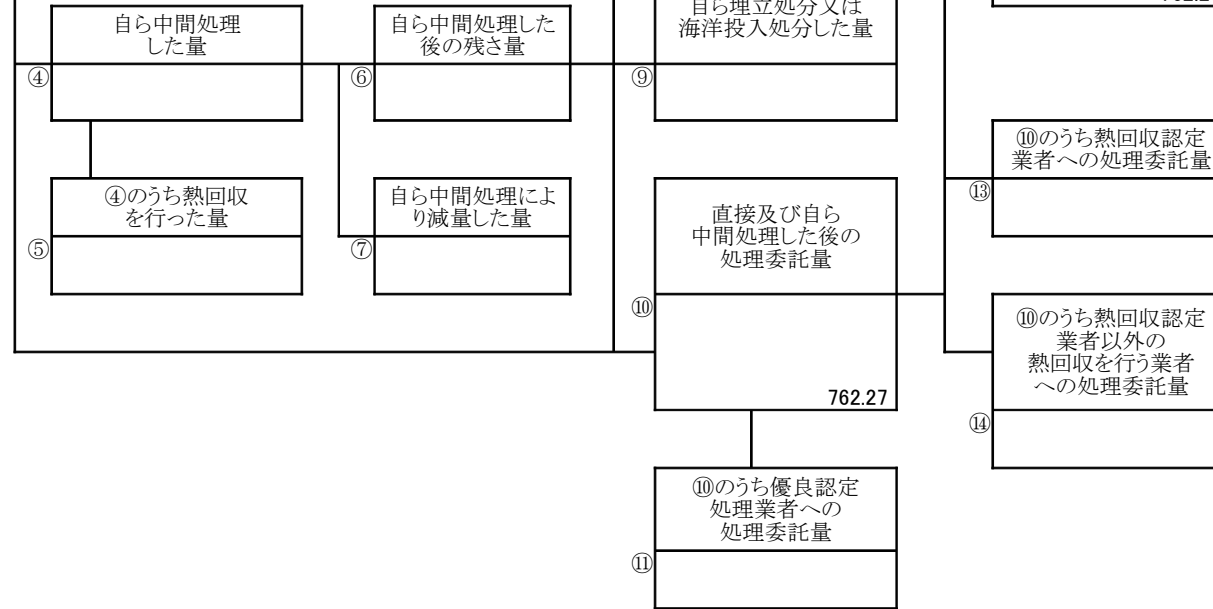 自ら中間処理
した量
④
自ら中間処理した
後の残さ量
⑥
自ら埋立処分又は
海洋投入処分した量
⑨
④のうち熱回収
を行った量
⑤
自ら中間処理によ
り減量した量
⑦
直接及び自ら
中間処理した後の
処理委託量
⑩
762.27
⑩のうち優良認定
処理業者への
処理委託量
⑪
⑩のうち熱回収認定
業者への処理委託量
⑬
⑩のうち熱回収認定
業者以外の
熱回収を行う業者
への処理委託量
⑭